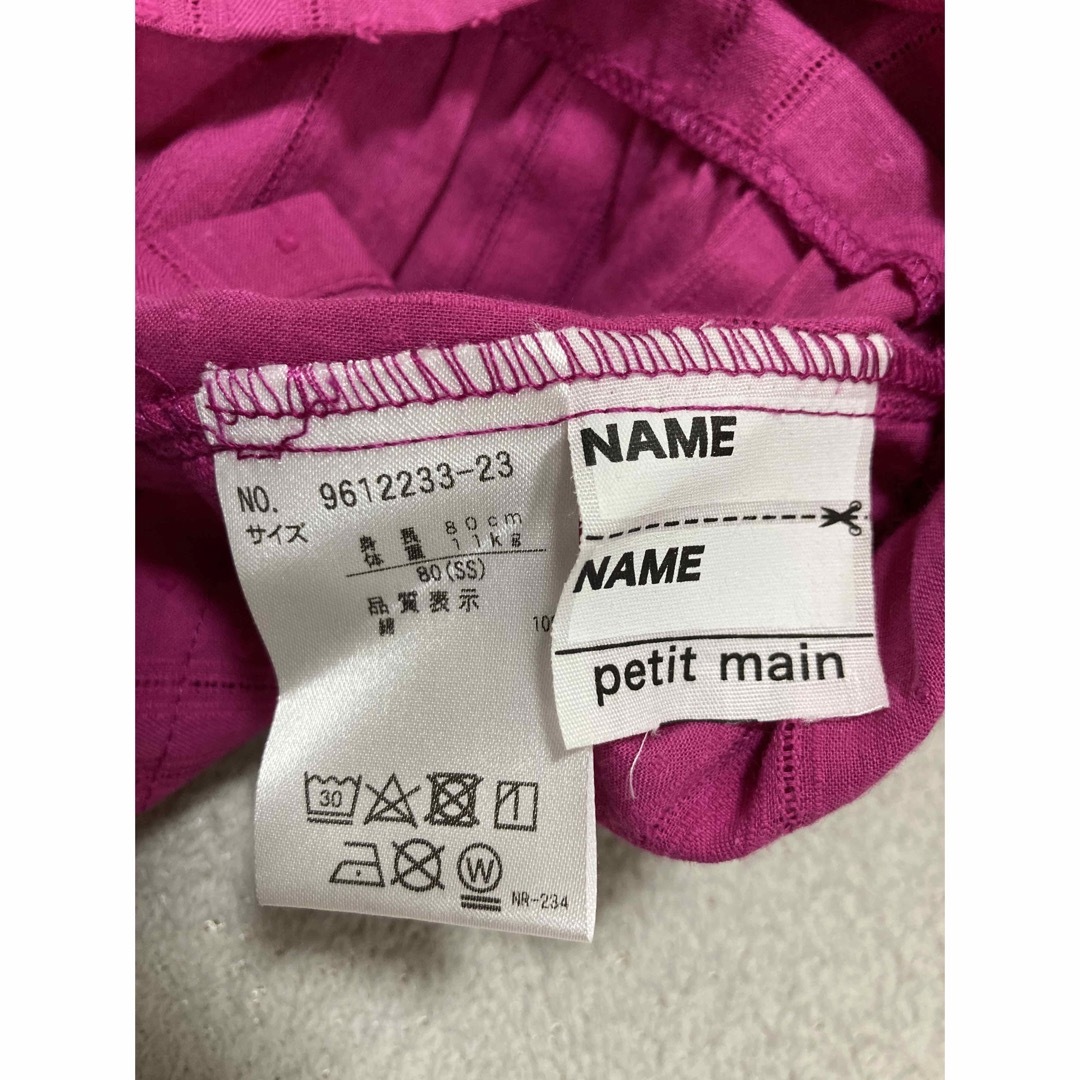 NO. 9612233-23
サイズ
身長 80cm
体重 11kg
80(SS)
品質表示
綿
30
W
NR-234
NAME
NAME
petit main